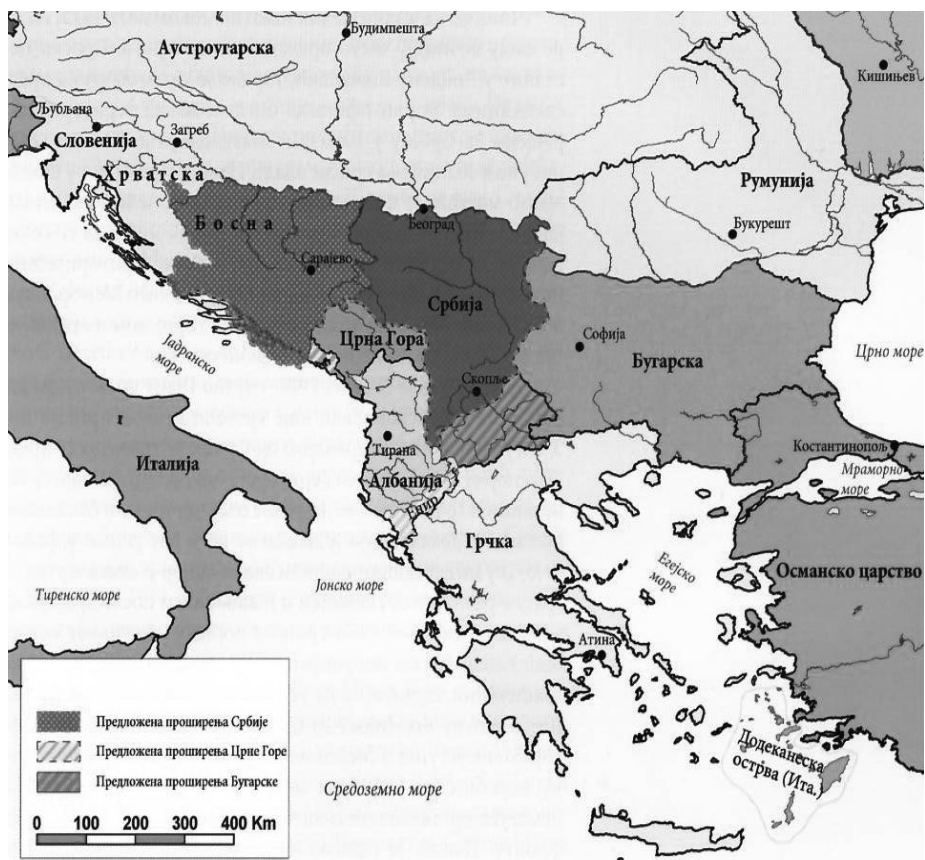 Будимпешта
Аустроугарска
Кишињев
Љубљана
Загреб
Словенија
Хрватска
Румунија
Босна
Београд
Букурешт
Сарајево
Србија
Јадранско
море
Црна Гора
Софија
Бугарска
Црно море
Скопље
Костантинопољ
Тирана
Италија
Мраморно
море
Албанија
Грчка
Егејско
море
Османско царство
Јонско море
Тиренско море
Атина
Предложена проширења Србије
Предложена проширења Црне Горе
Предложена проширења Бугарске
Додеканеска
острва (Ита.)
Средоземно море
0 100 200 300 400 Км